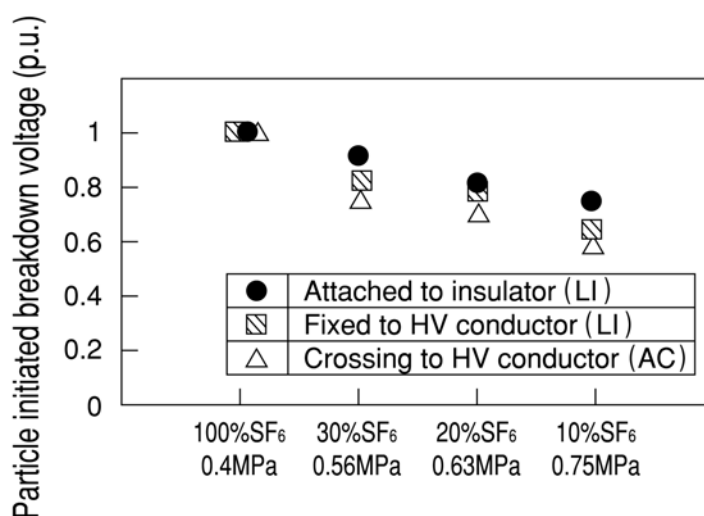 Particle initiated breakdown voltage (p.u.)
1
0.8
0.6
0.4
0.2
0
Attached to insulator (LI)
Fixed to HV conductor (LI)
Crossing to HV conductor (AC)
100%SF₆ 30%SF₆ 20%SF₆ 10%SF₆
0.4MPa 0.56MPa 0.63MPa 0.75MPa